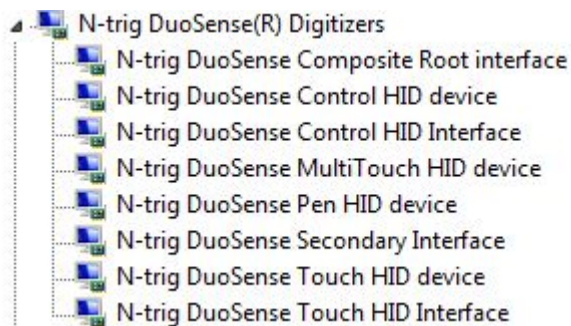 N-trig DuoSense(R) Digitizers
N-trig DuoSense Composite Root interface
N-trig DuoSense Control HID device
N-trig DuoSense Control HID Interface
N-trig DuoSense MultiTouch HID device
N-trig DuoSense Pen HID device
N-trig DuoSense Secondary Interface
N-trig DuoSense Touch HID device
N-trig DuoSense Touch HID Interface